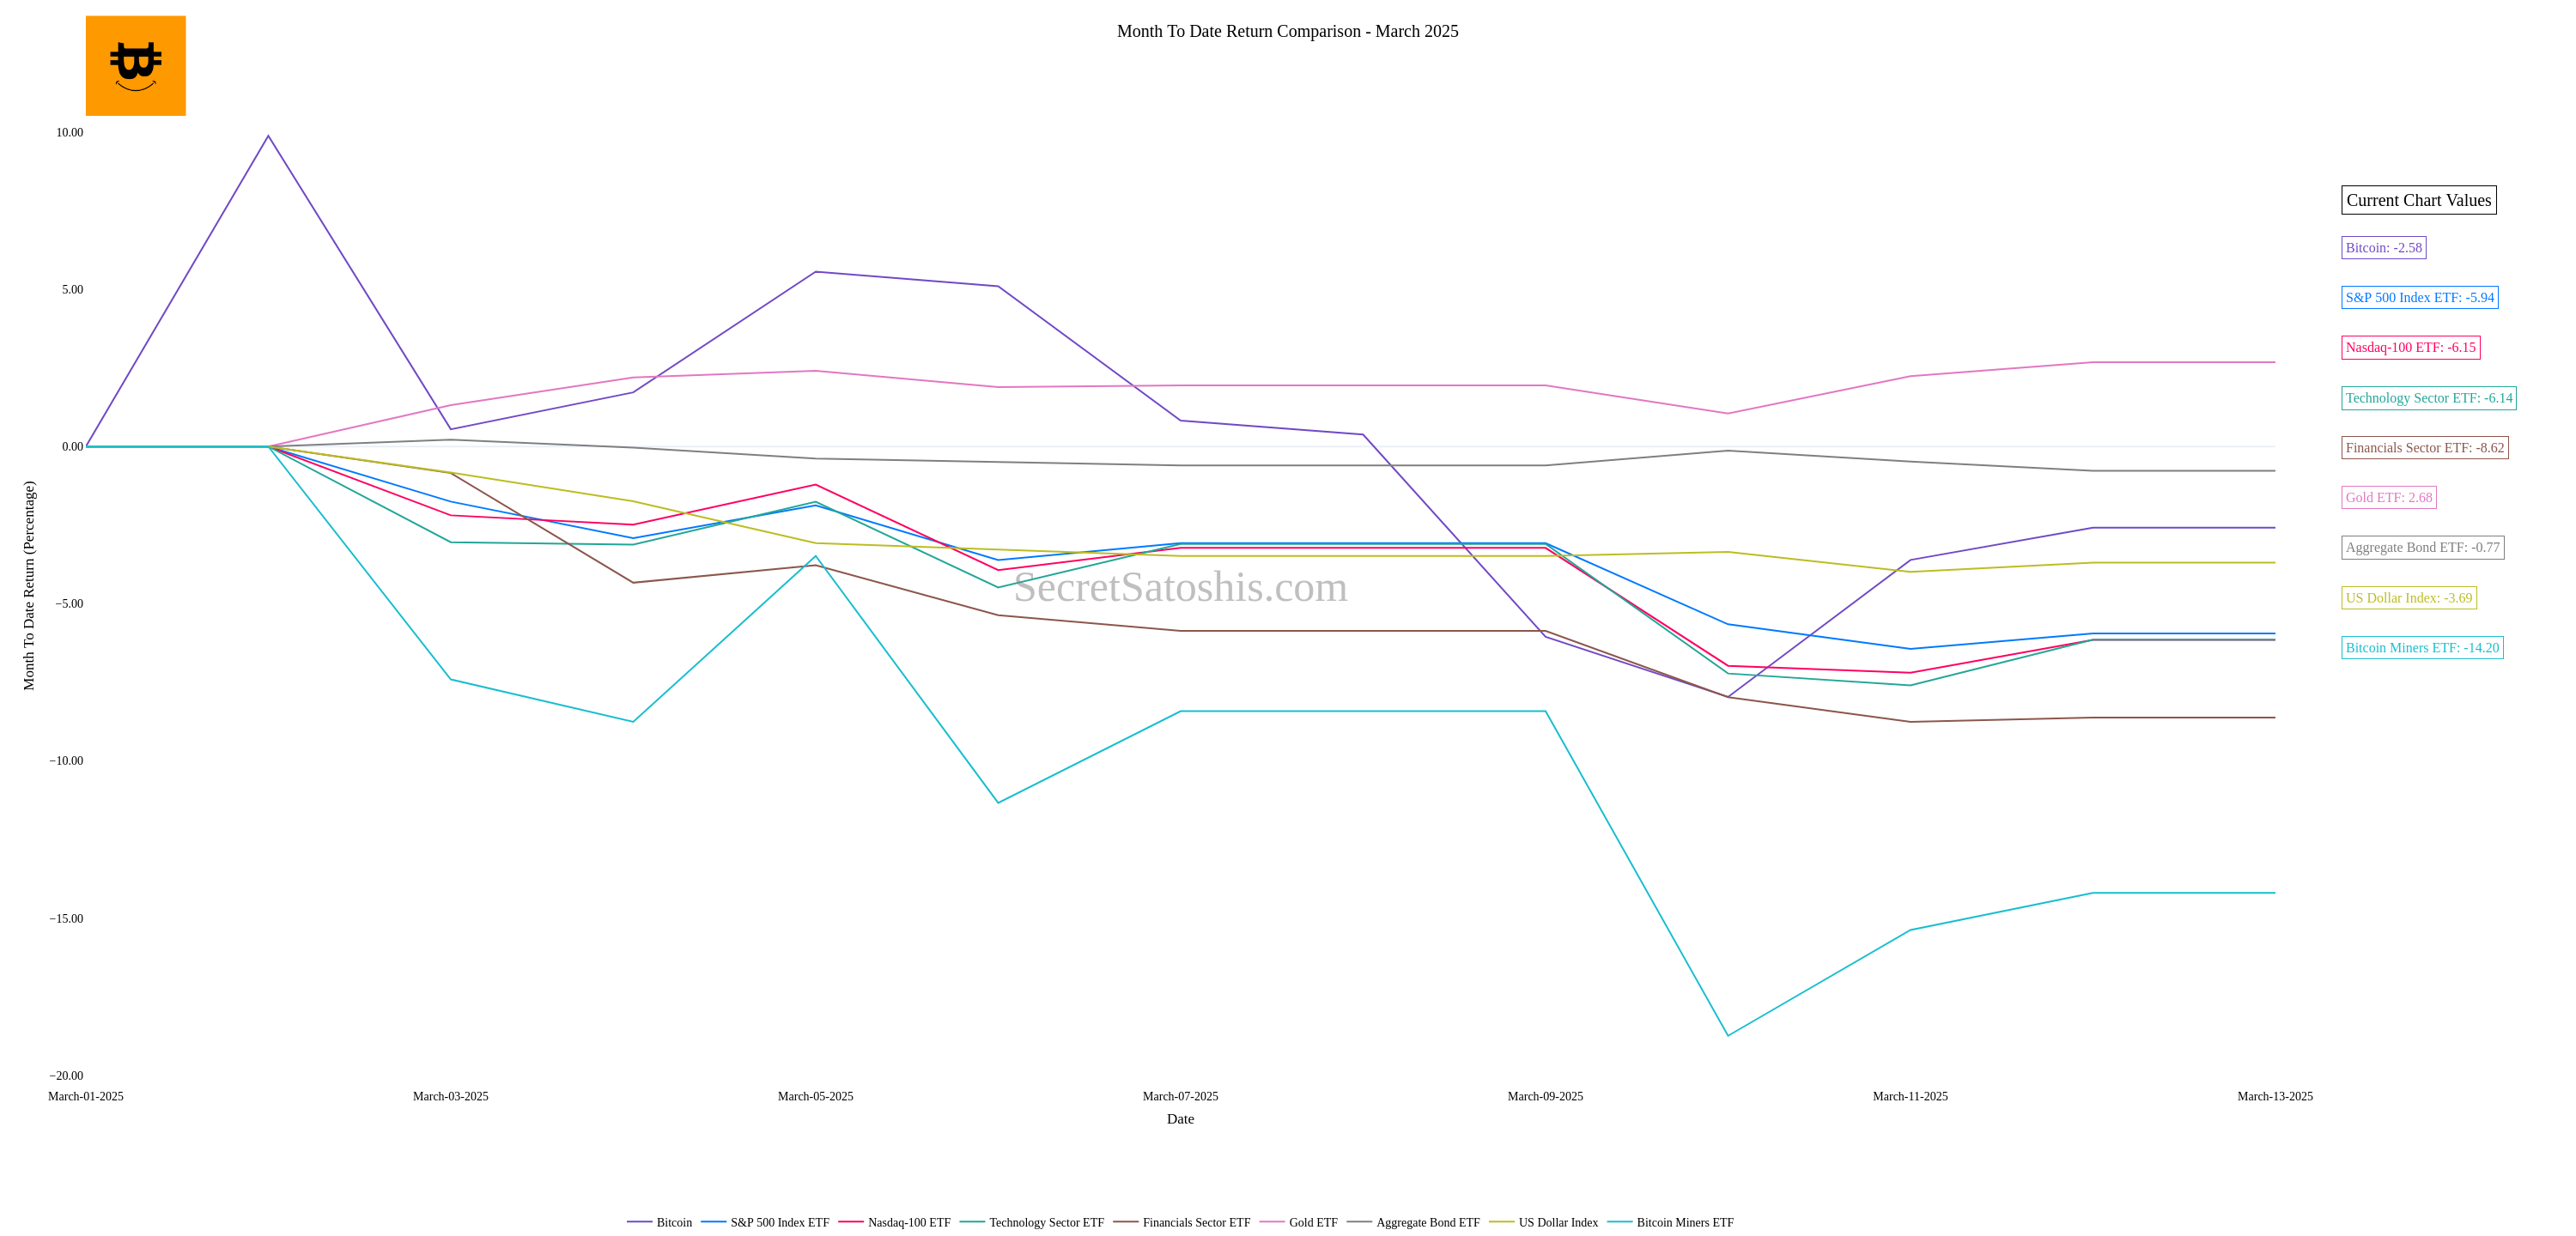 Month To Date Return Comparison - March 2025
10.00
5.00
0.00
−5.00
−10.00
−15.00
−20.00
Month To Date Return (Percentage)
March-01-2025 March-03-2025 March-05-2025 March-07-2025 March-09-2025 March-11-2025 March-13-2025
Date
SecretSatoshis.com
Current Chart Values
Bitcoin: -2.58
S&P 500 Index ETF: -5.94
Nasdaq-100 ETF: -6.15
Technology Sector ETF: -6.14
Financials Sector ETF: -8.62
Gold ETF: 2.68
Aggregate Bond ETF: -0.77
US Dollar Index: -3.69
Bitcoin Miners ETF: -14.20
Bitcoin S&P 500 Index ETF Nasdaq-100 ETF Technology Sector ETF Financials Sector ETF Gold ETF Aggregate Bond ETF US Dollar Index Bitcoin Miners ETF